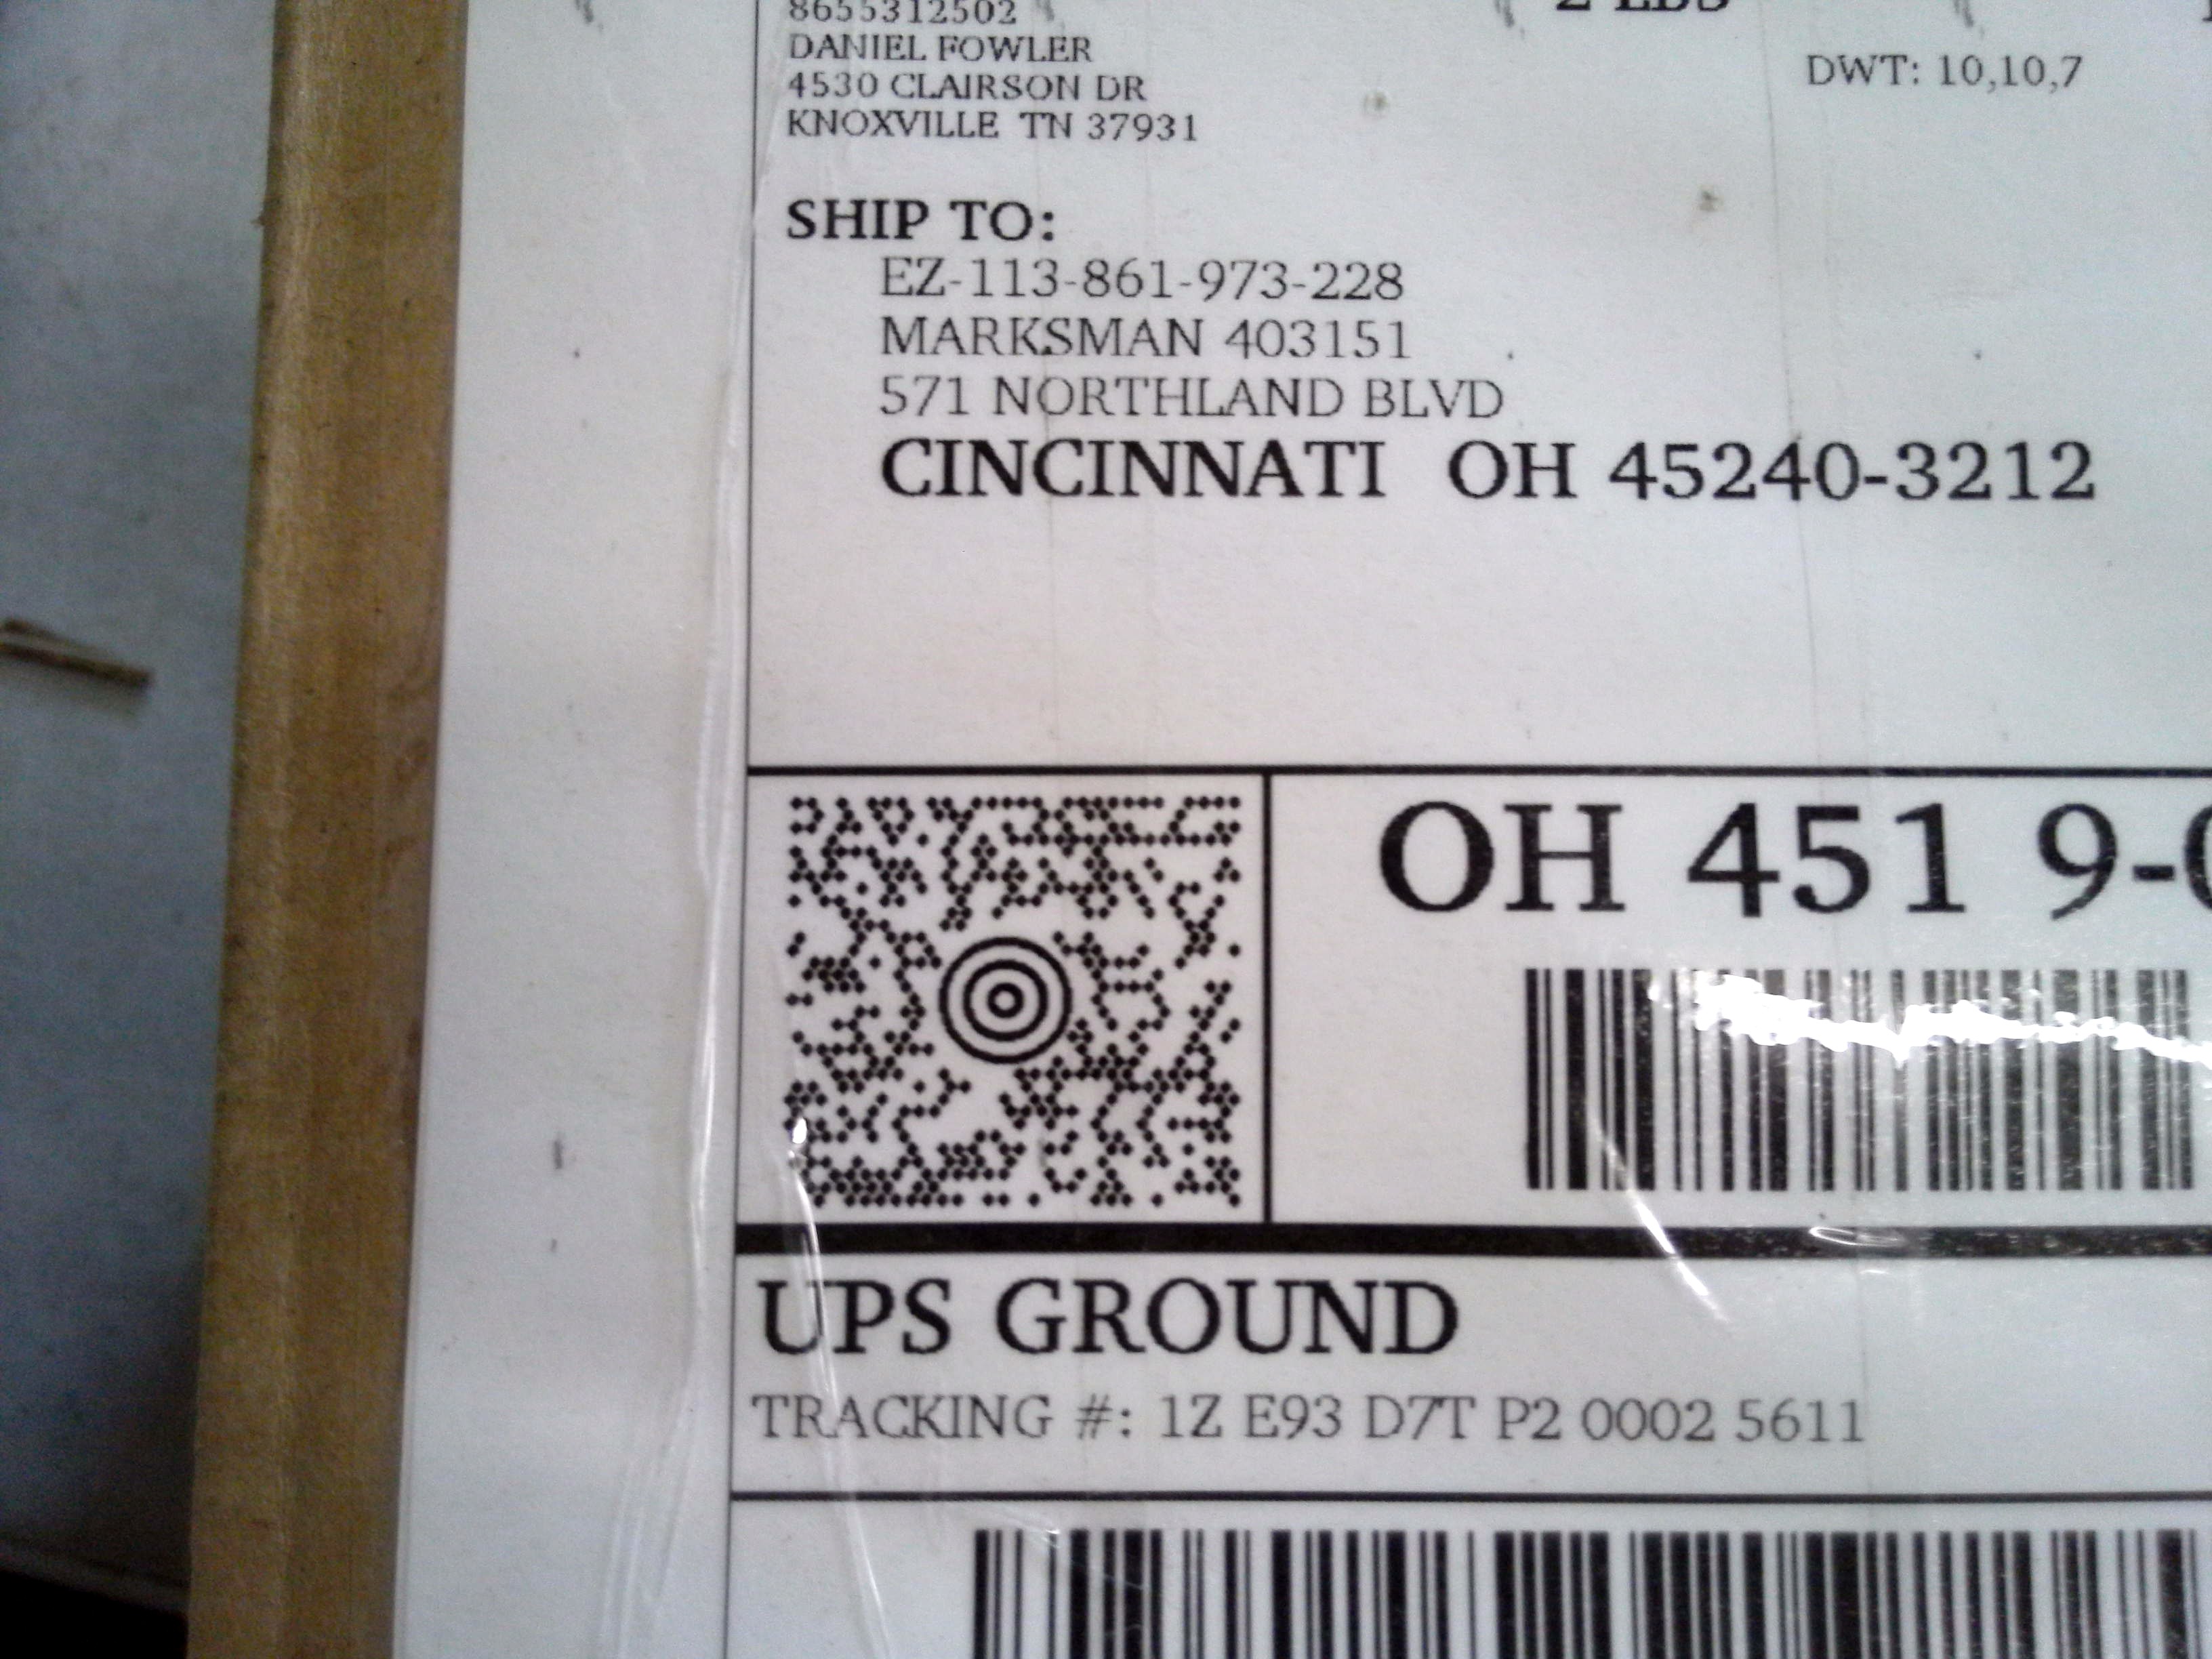 8655312502
DANIEL FOWLER
4530 CLAIRSON DR
KNOXVILLE TN 37931
2 LBS
DWT: 10,10,7
SHIP TO:
EZ-113-861-973-228
MARKSMAN 403151
571 NORTHLAND BLVD
CINCINNATI OH 45240-3212
OH 451 9-
UPS GROUND
TRACKING #: 1Z E93 D7T P2 0002 5611